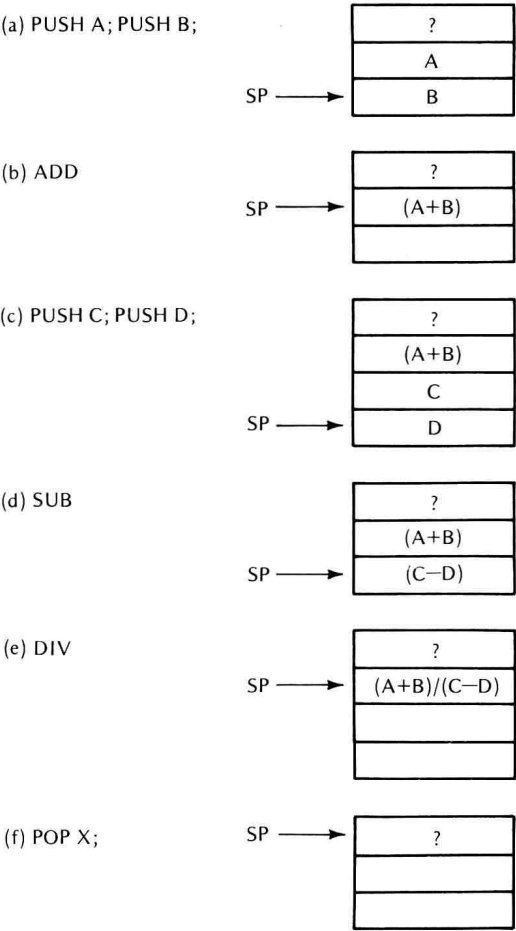 (a) PUSH A; PUSH B;
?
A
SP B
(b) ADD
?
SP (A+B)
(c) PUSH C; PUSH D;
?
(A+B)
C
SP D
(d) SUB
?
(A+B)
SP (C−D)
(e) DIV
?
SP (A+B)/(C−D)
(f) POP X; SP ?